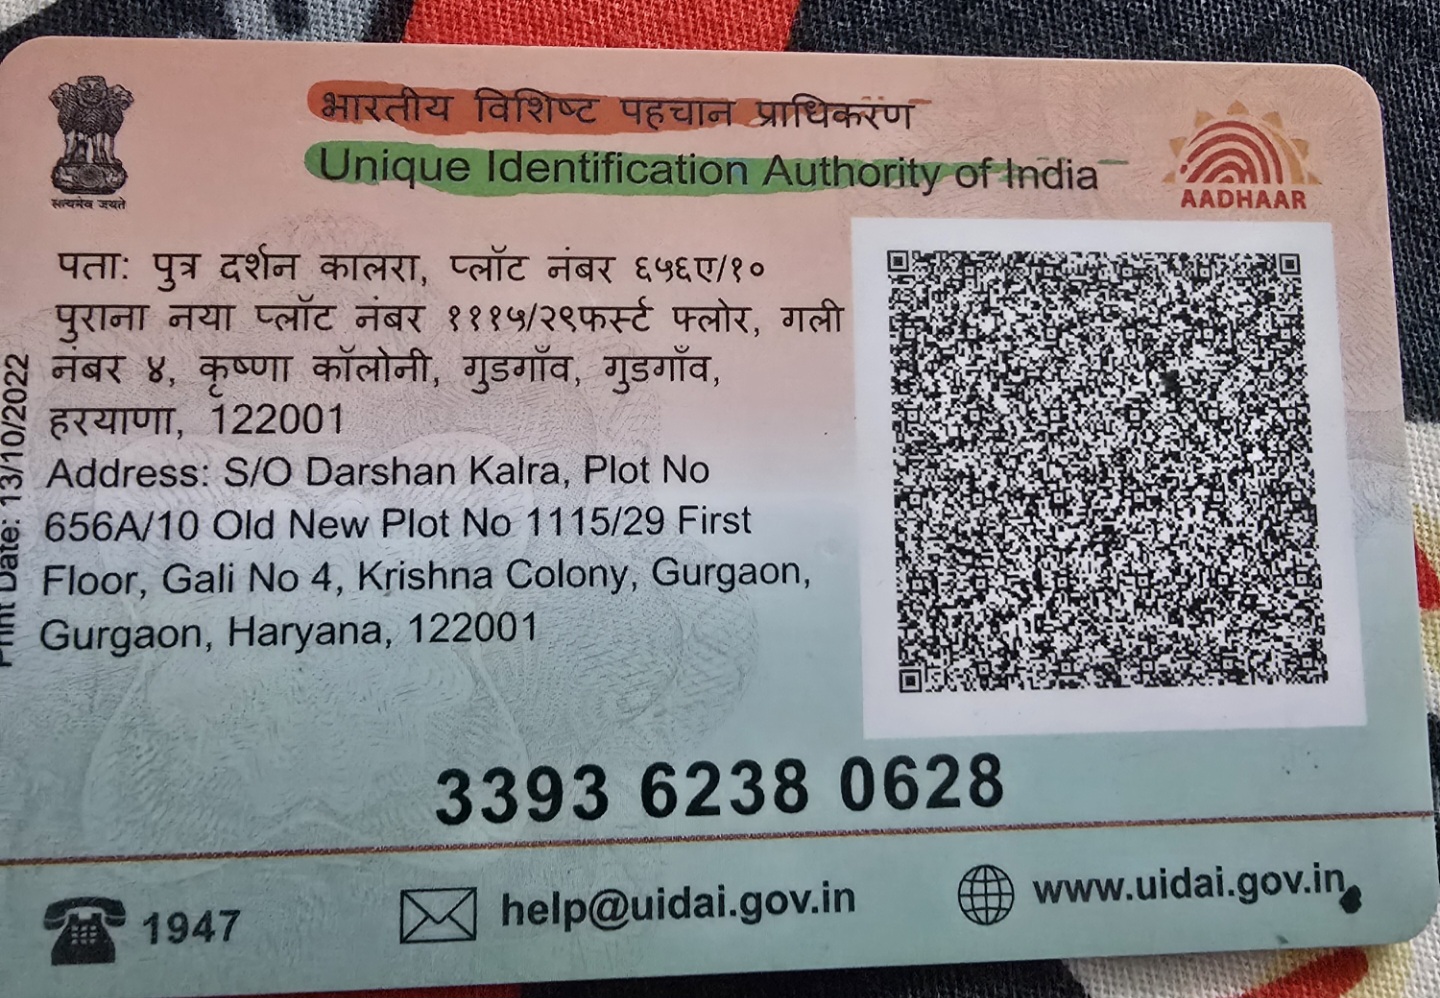 भारतीय विशिष्ट पहचान प्राधिकरण
Unique Identification Authority of India
सत्यमेव जयते
AADHAAR
पता: पुत्र दर्शन कालरा, प्लॉट नंबर ६५६ए/१०
पुराना नया प्लॉट नंबर १११५/२९फर्स्ट फ्लोर, गली
नंबर ४, कृष्णा कॉलोनी, गुडगाँव, गुडगाँव,
हरयाणा, 122001
Address: S/O Darshan Kalra, Plot No
656A/10 Old New Plot No 1115/29 First
Floor, Gali No 4, Krishna Colony, Gurgaon,
Gurgaon, Haryana, 122001
Print Date: 13/10/2022
3393 6238 0628
1947
help@uidai.gov.in
www.uidai.gov.in